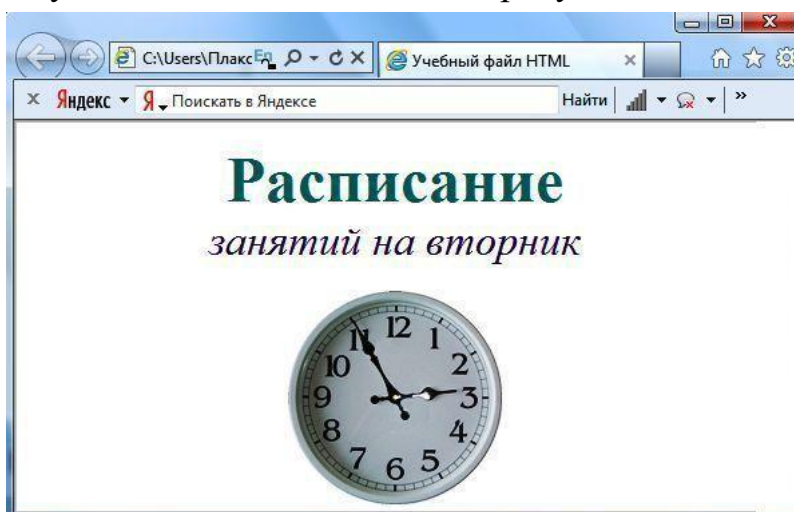 C:\Users\Плакс
Учебный файл HTML
Яндекс Я Поискать в Яндексе Найти »
Расписание
занятий на вторник
12
11 1
10 2
9 3
8 4
7 6 5